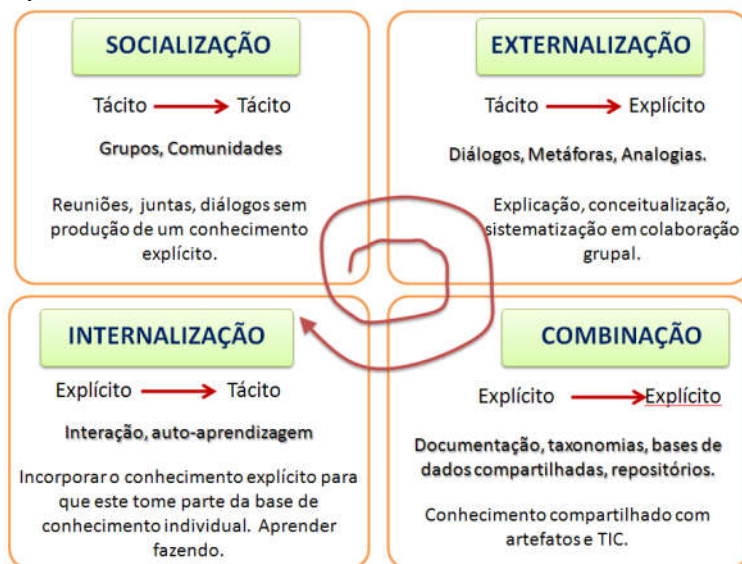 SOCIALIZAÇÃO
Tácito Tácito
Grupos, Comunidades
Reuniões, juntas, diálogos sem
produção de um conhecimento
explícito.
EXTERNALIZAÇÃO
Tácito Explícito
Diálogos, Metáforas, Analogias.
Explicação, conceitualização,
sistematização em colaboração
grupal.
INTERNALIZAÇÃO
Explícito Tácito
Interação, auto-aprendizagem
Incorporar o conhecimento explícito para
que este tome parte da base de
conhecimento individual. Aprender
fazendo.
COMBINAÇÃO
Explícito Explícito
Documentação, taxonomias, bases de
dados compartilhadas, repositórios.
Conhecimento compartilhado com
artefatos e TIC.